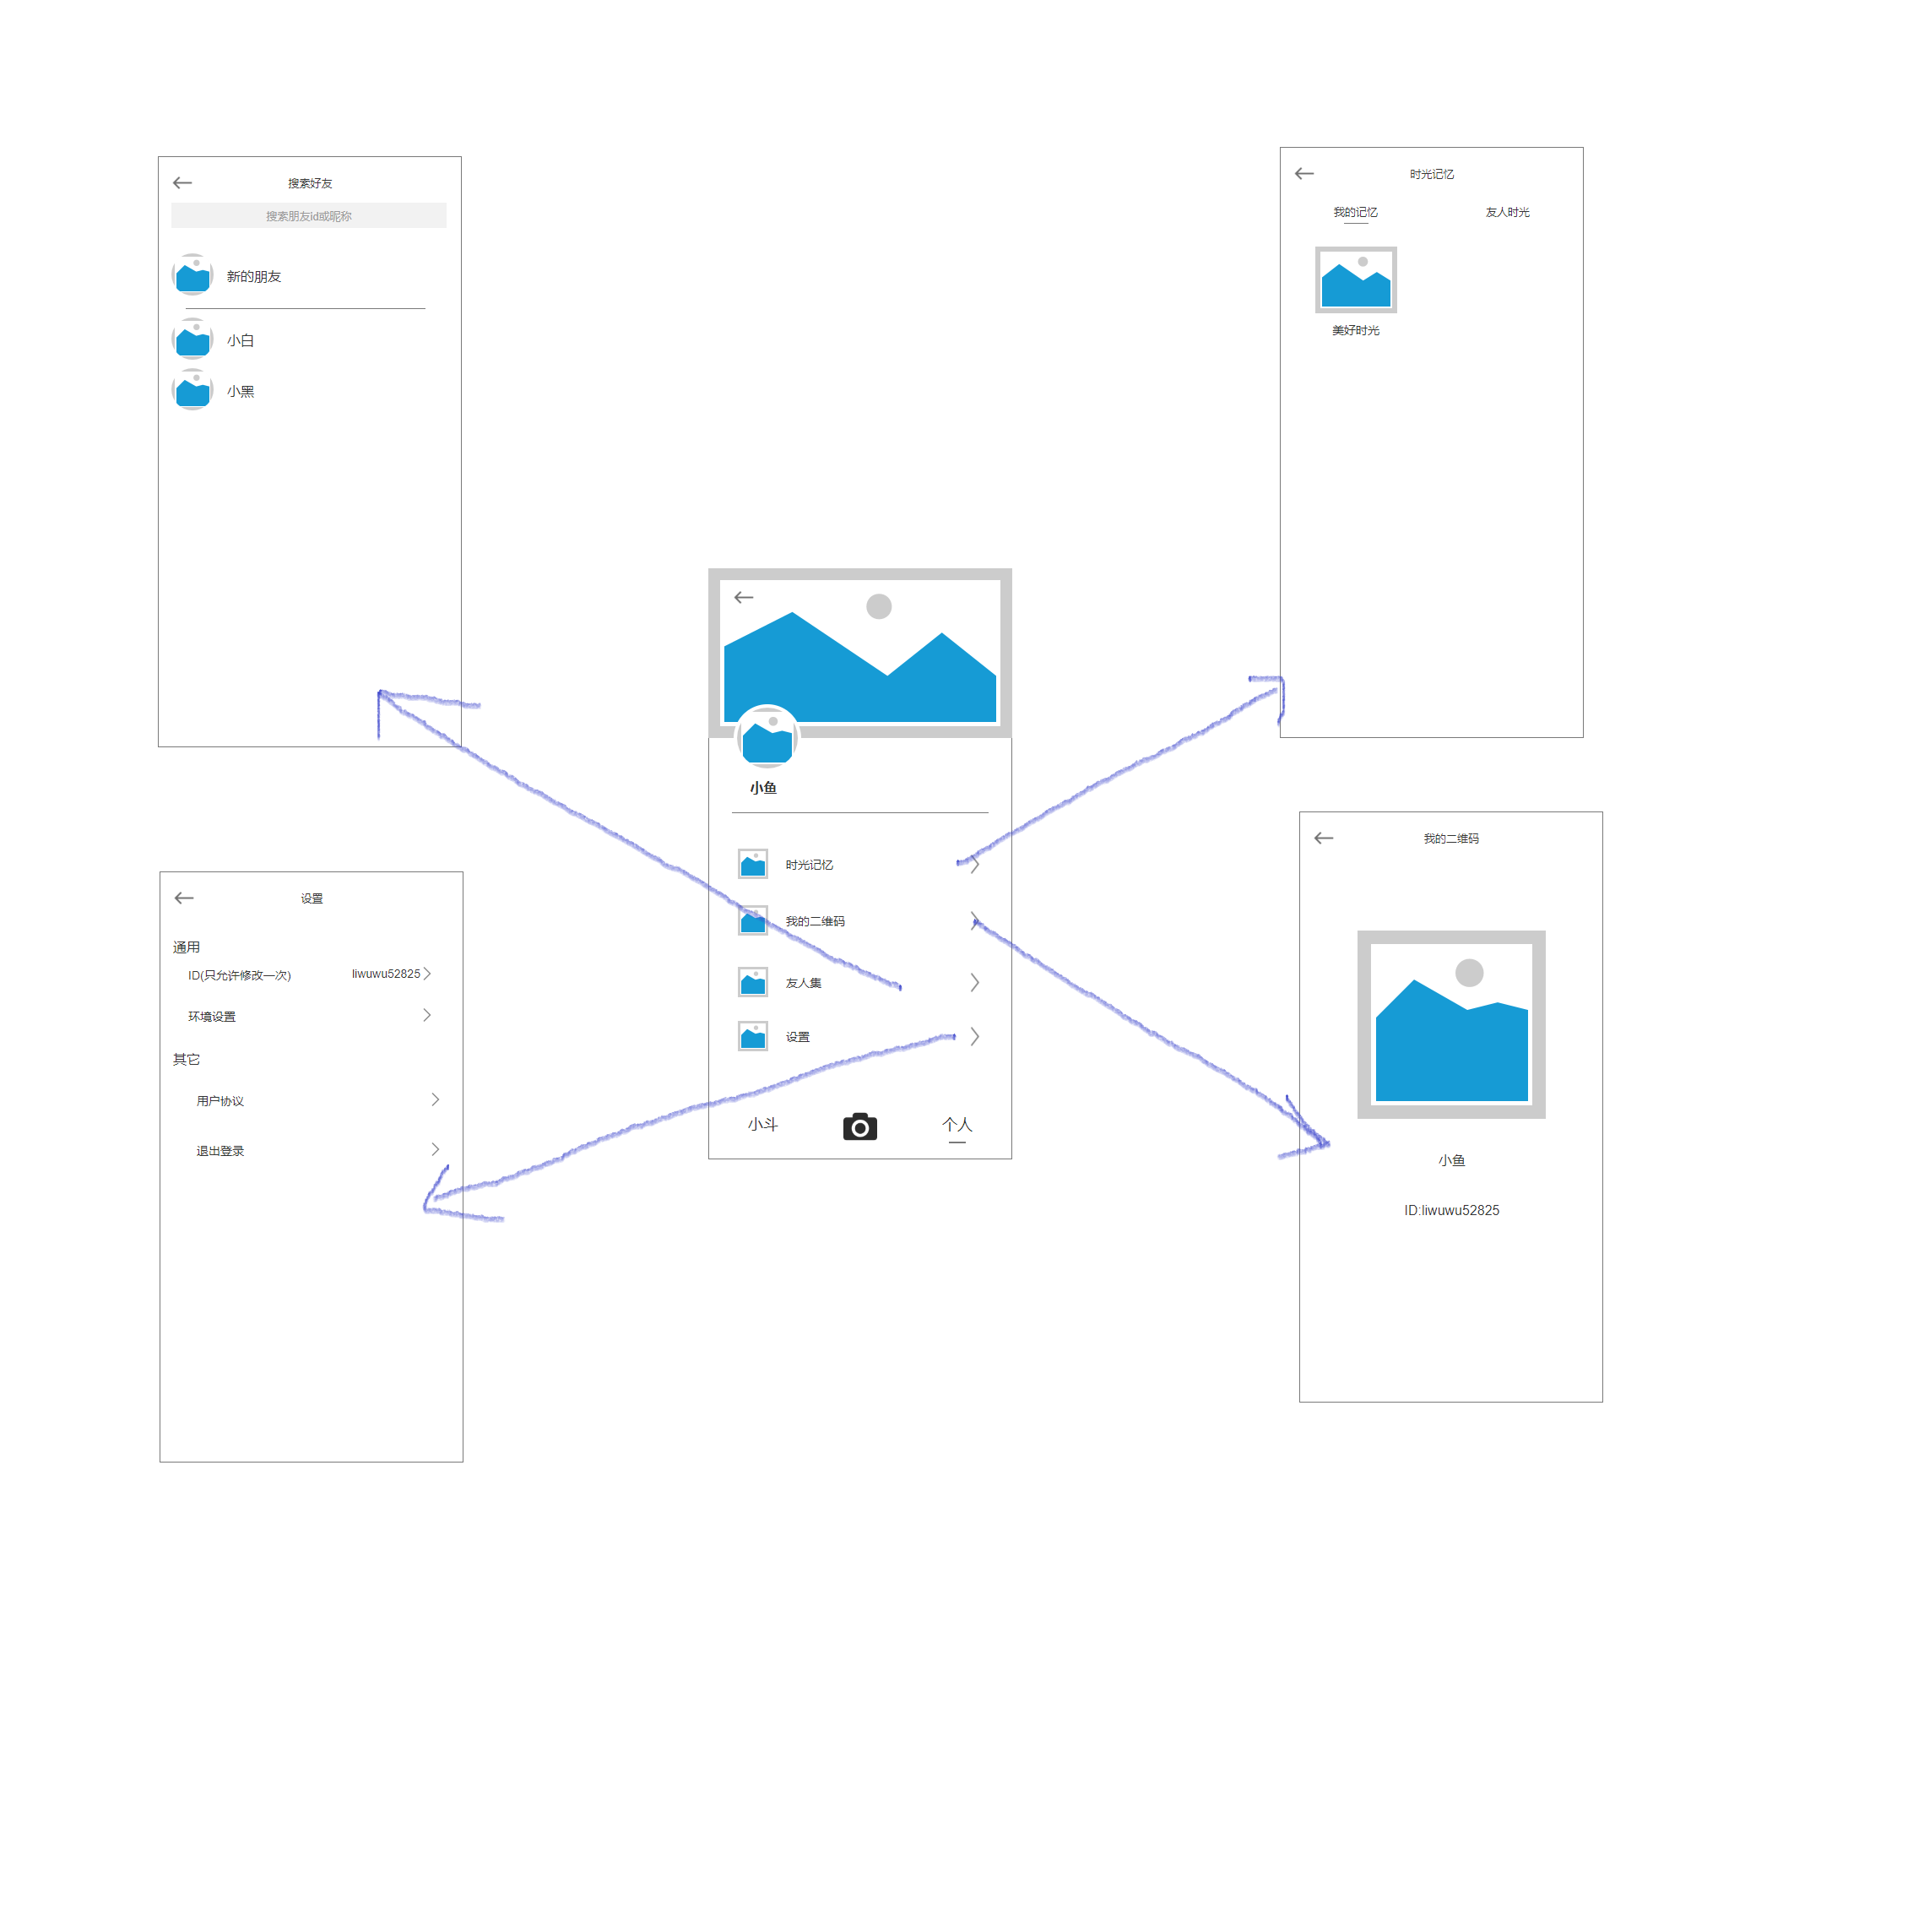 搜索好友
搜素朋友id或昵称
新的朋友
小白
小黑
时光记忆
我的记忆 友人时光
美好时光
小鱼
时光记忆
我的二维码
友人集
设置
小斗 个人
设置
通用
ID(只允许修改一次) liwuwu52825
环境设置
其它
用户协议
退出登录
我的二维码
小鱼
ID:liwuwu52825